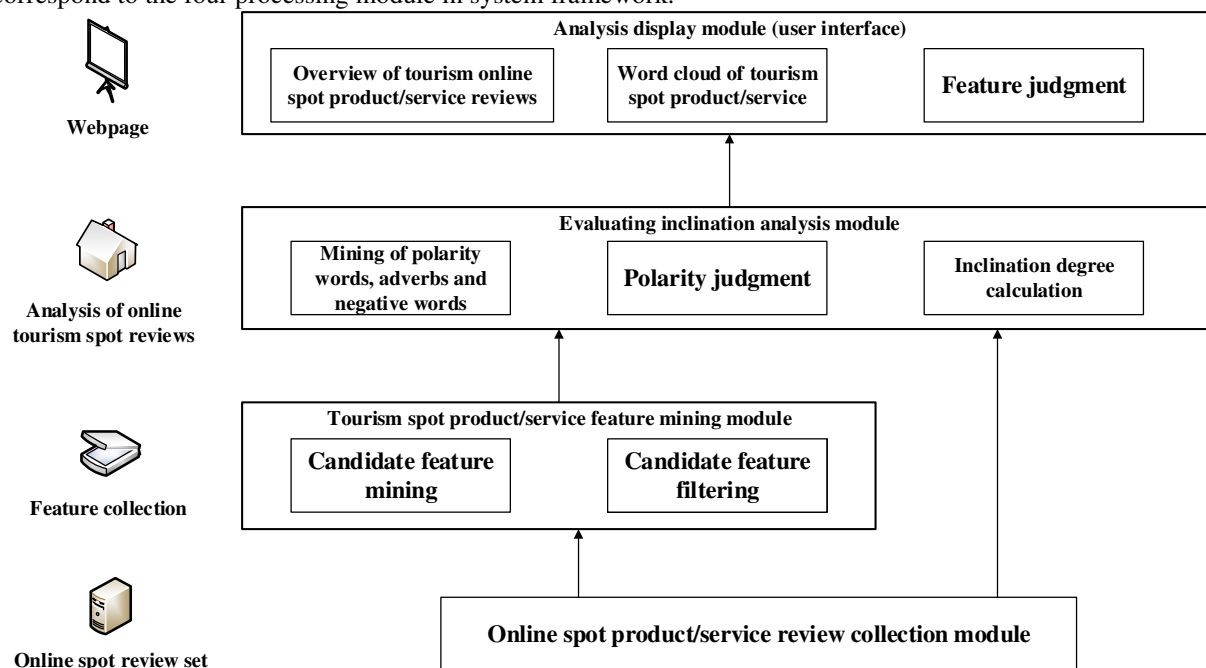 correspond to the four processing module in system framework.
Analysis display module (user interface)
Overview of tourism online
spot product/service reviews
Word cloud of tourism
spot product/service
Feature judgment
Webpage
Evaluating inclination analysis module
Mining of polarity
words, adverbs and
negative words
Polarity judgment
Inclination degree
calculation
Analysis of online
tourism spot reviews
Tourism spot product/service feature mining module
Candidate feature
mining
Candidate feature
filtering
Feature collection
Online spot product/service review collection module
Online spot review set